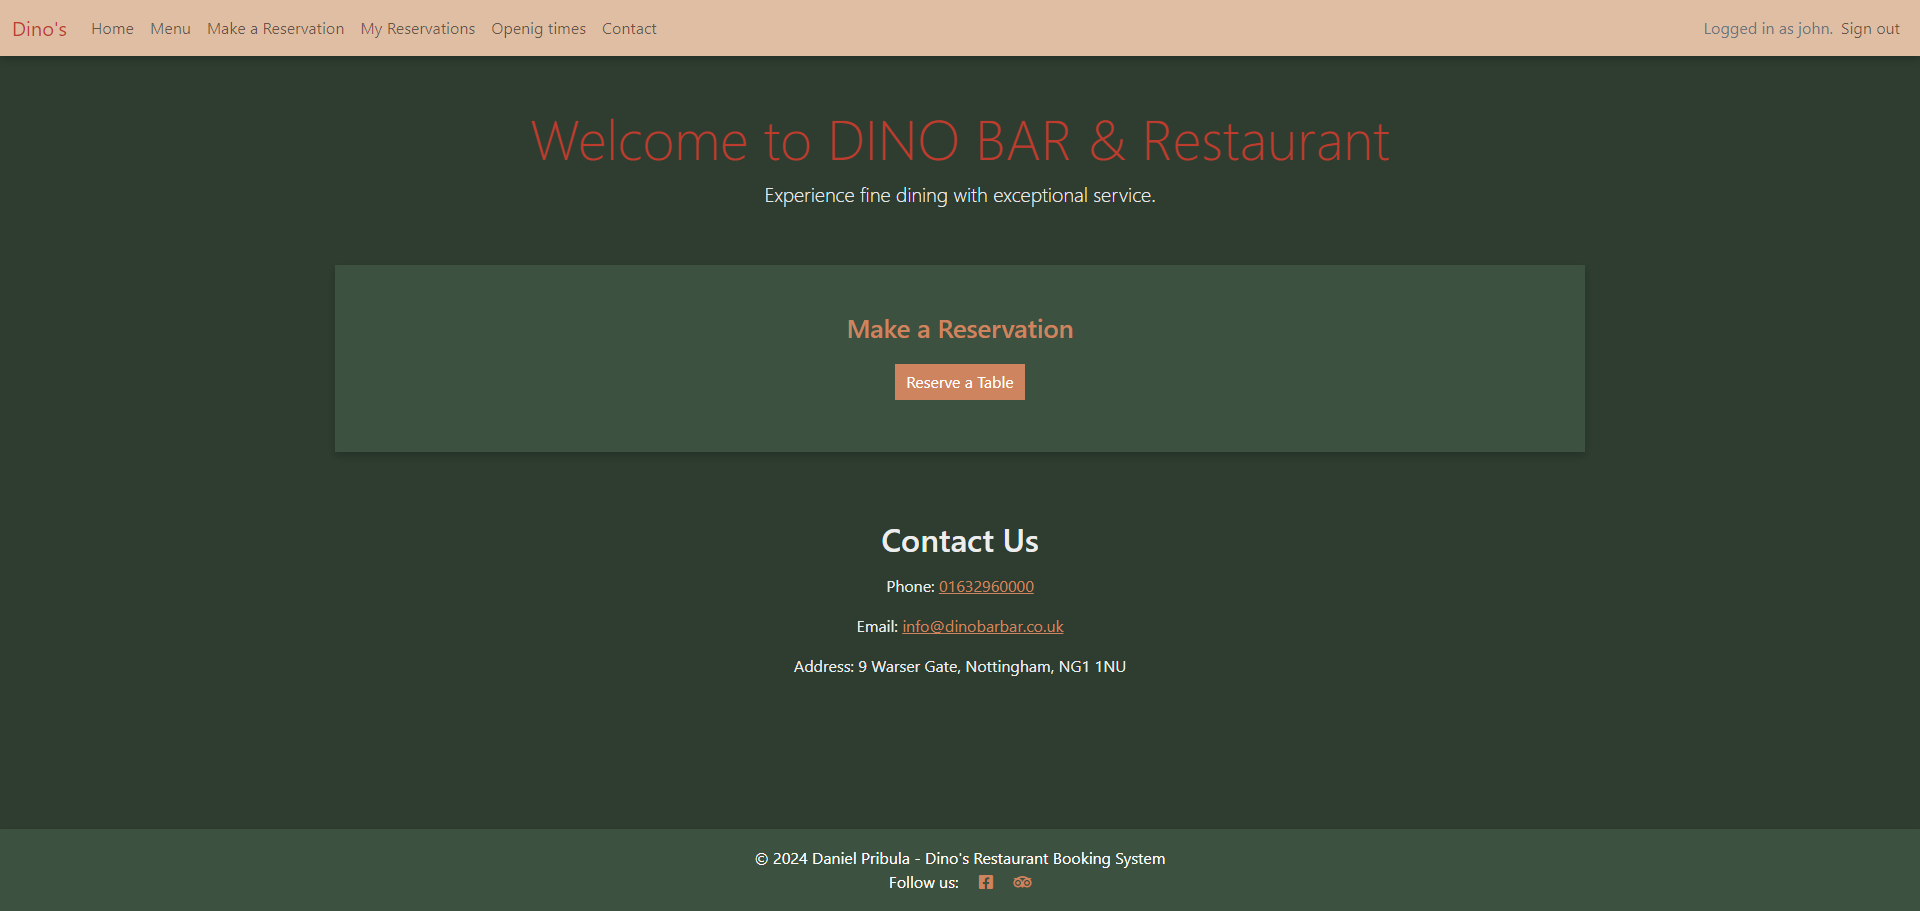 Dino's Home Menu Make a Reservation My Reservations Openig times Contact Logged in as john. Sign out
Welcome to DINO BAR & Restaurant
Experience fine dining with exceptional service.
Make a Reservation
Reserve a Table
Contact Us
Phone: 01632960000
Email: info@dinobarbar.co.uk
Address: 9 Warser Gate, Nottingham, NG1 1NU
© 2024 Daniel Pribula - Dino's Restaurant Booking System
Follow us: